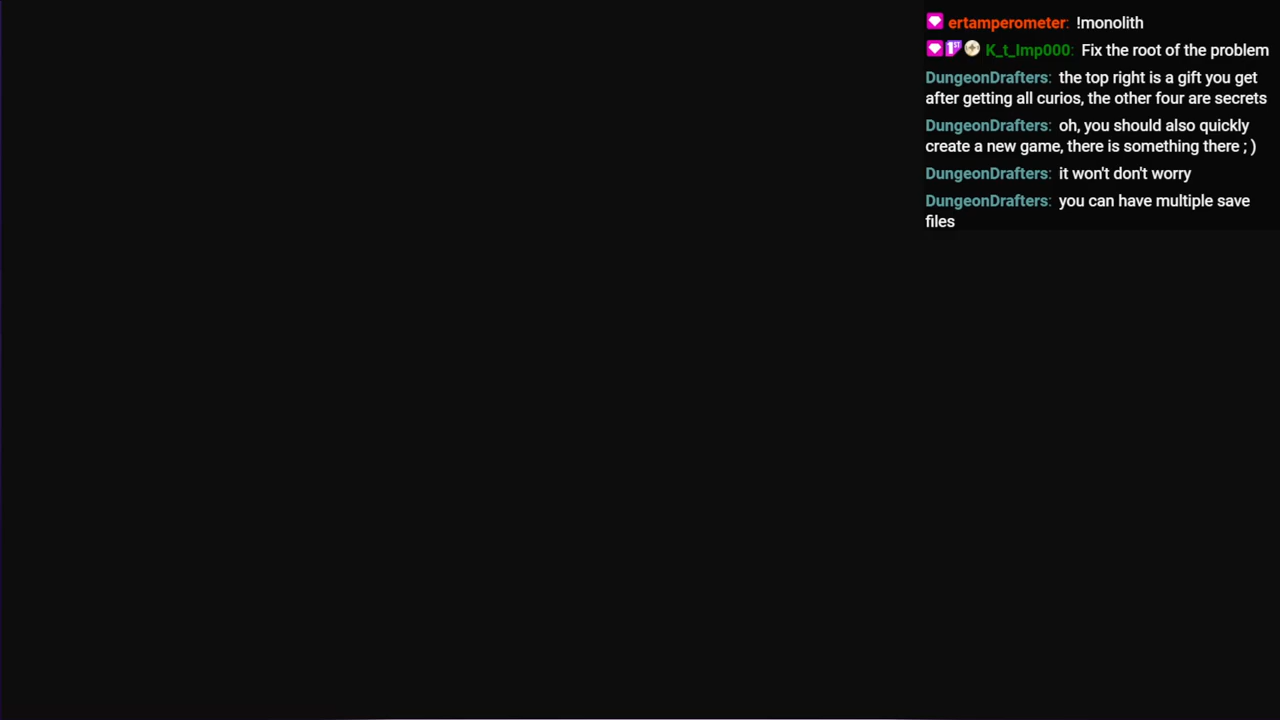 ertamperometer: !monolith
K_t_Imp000: Fix the root of the problem
DungeonDrafters: the top right is a gift you get
after getting all curios, the other four are secrets
DungeonDrafters: oh, you should also quickly
create a new game, there is something there ; )
DungeonDrafters: it won't don't worry
DungeonDrafters: you can have multiple save
files